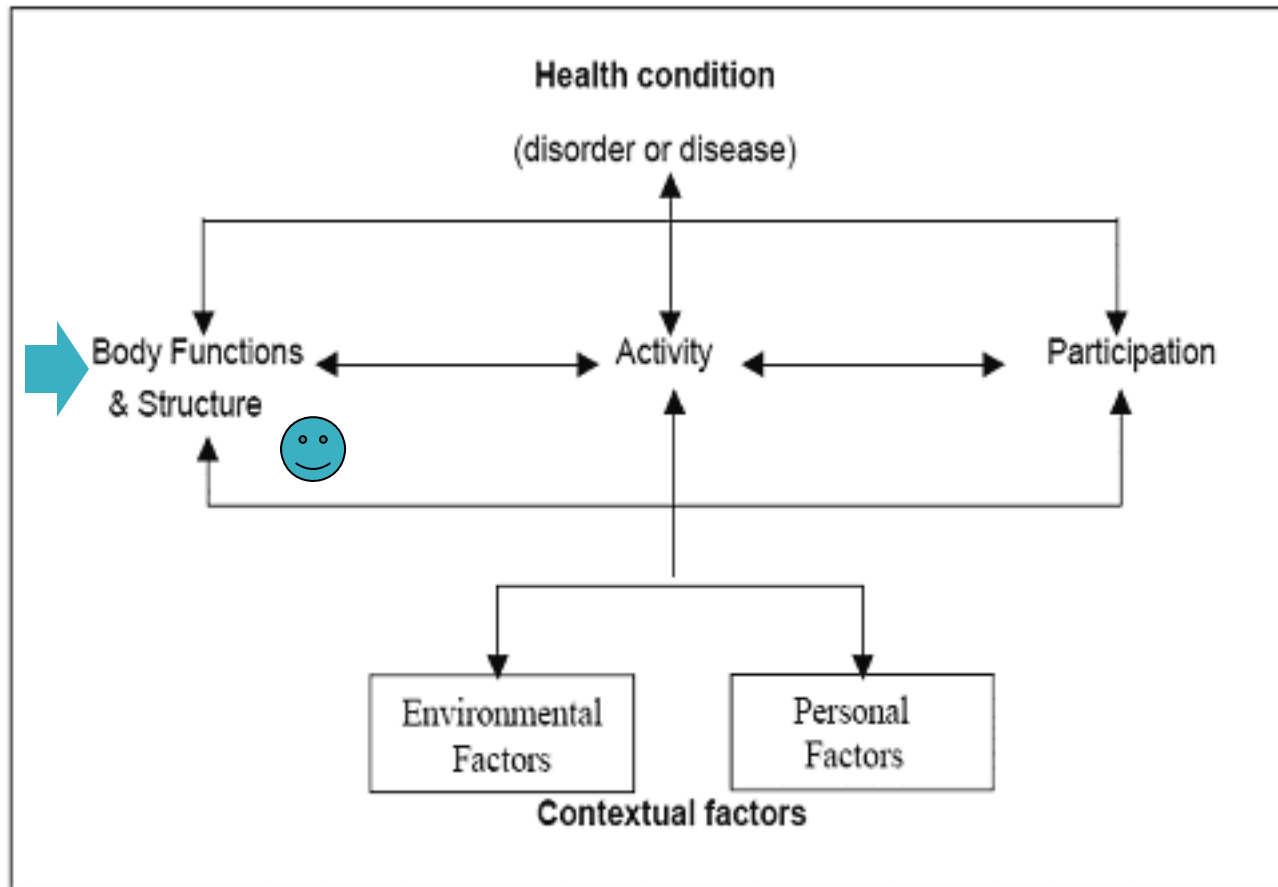 Health condition
(disorder or disease)
Body Functions
& Structure
Activity
Participation
Environmental
Factors
Personal
Factors
Contextual factors